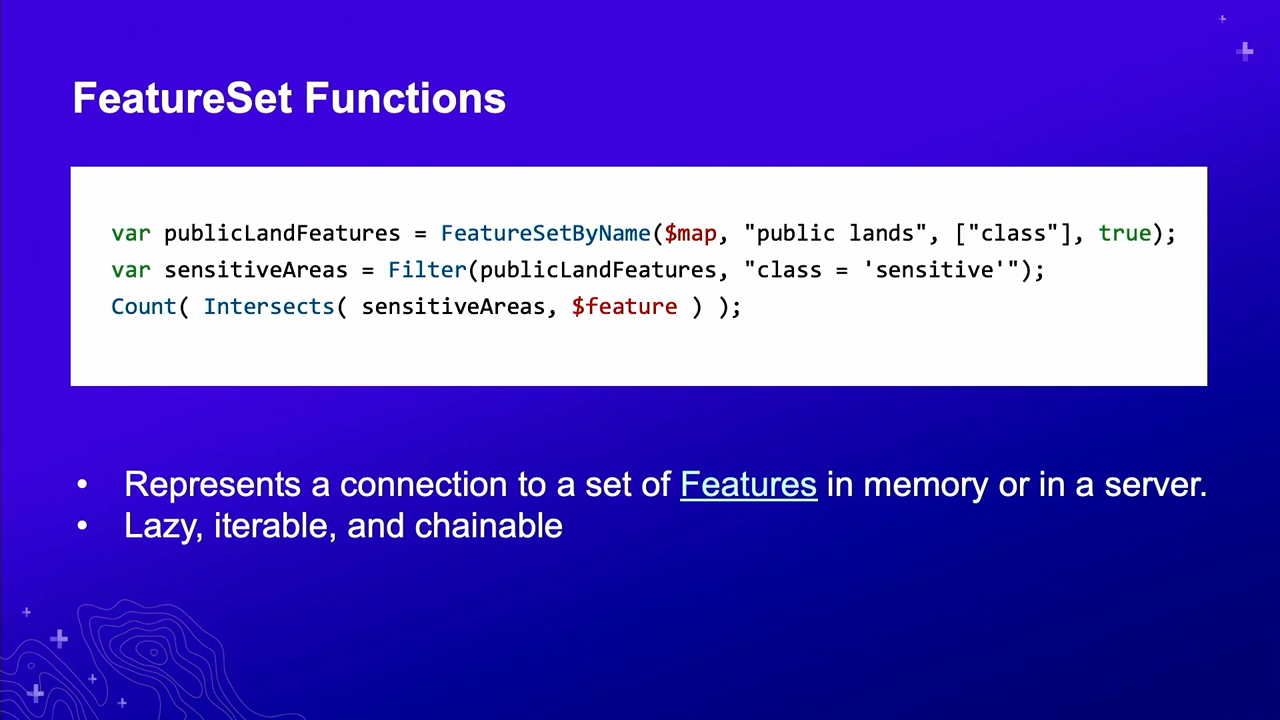 FeatureSet Functions
var publicLandFeatures = FeatureSetByName($map, "public lands", ["class"], true);
var sensitiveAreas = Filter(publicLandFeatures, "class = 'sensitive'");
Count( Intersects( sensitiveAreas, $feature ) );
• Represents a connection to a set of Features in memory or in a server.
• Lazy, iterable, and chainable